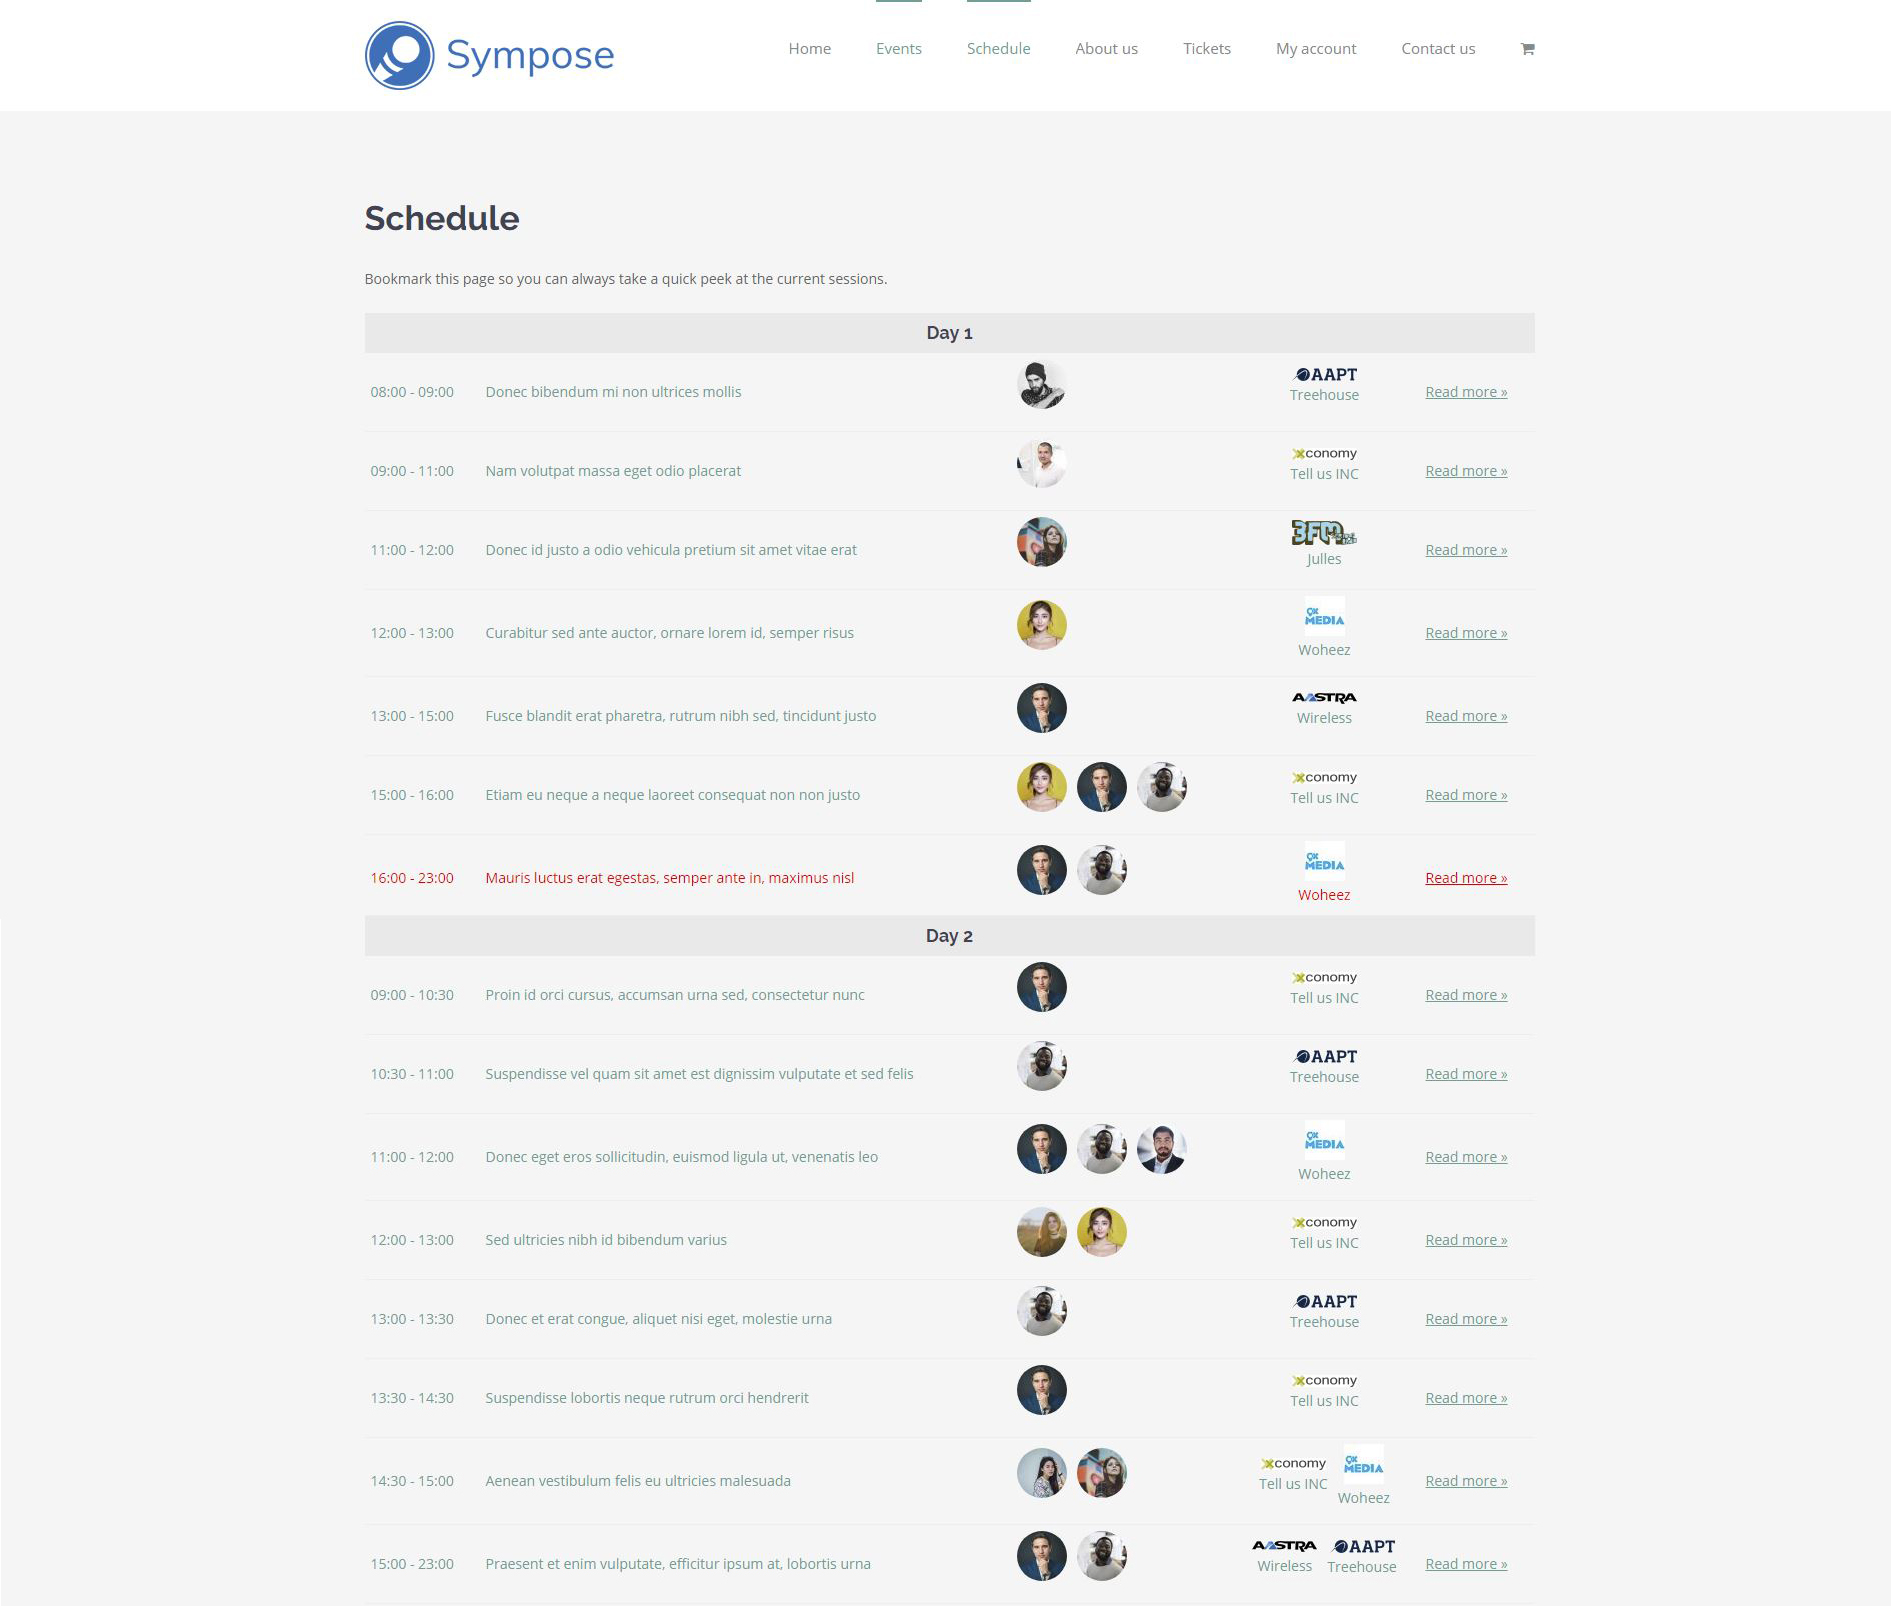 Sympose
Home Events Schedule About us Tickets My account Contact us
Schedule
Bookmark this page so you can always take a quick peek at the current sessions.
Day 1
08:00 - 09:00 Donec bibendum mi non ultrices mollis AAPT Treehouse Read more »
09:00 - 11:00 Nam volutpat massa eget odio placerat xconomy Tell us INC Read more »
11:00 - 12:00 Donec id justo a odio vehicula pretium sit amet vitae erat 3FM Julles Read more »
12:00 - 13:00 Curabitur sed ante auctor, ornare lorem id, semper risus MEDIA Woheez Read more »
13:00 - 15:00 Fusce blandit erat pharetra, rutrum nibh sed, tincidunt justo AASTRA Wireless Read more »
15:00 - 16:00 Etiam eu neque a neque laoreet consequat non non justo xconomy Tell us INC Read more »
16:00 - 23:00 Mauris luctus erat egestas, semper ante in, maximus nisl MEDIA Woheez Read more »
Day 2
09:00 - 10:30 Proin id orci cursus, accumsan urna sed, consectetur nunc xconomy Tell us INC Read more »
10:30 - 11:00 Suspendisse vel quam sit amet est dignissim vulputate et sed felis AAPT Treehouse Read more »
11:00 - 12:00 Donec eget eros sollicitudin, euismod ligula ut, venenatis leo MEDIA Woheez Read more »
12:00 - 13:00 Sed ultricies nibh id bibendum varius xconomy Tell us INC Read more »
13:00 - 13:30 Donec et erat congue, aliquet nisi eget, molestie urna AAPT Treehouse Read more »
13:30 - 14:30 Suspendisse lobortis neque rutrum orci hendrerit xconomy Tell us INC Read more »
14:30 - 15:00 Aenean vestibulum felis eu ultricies malesuada xconomy Tell us INC MEDIA Woheez Read more »
15:00 - 23:00 Praesent et enim vulputate, efficitur ipsum at, lobortis urna AASTRA Wireless AAPT Treehouse Read more »